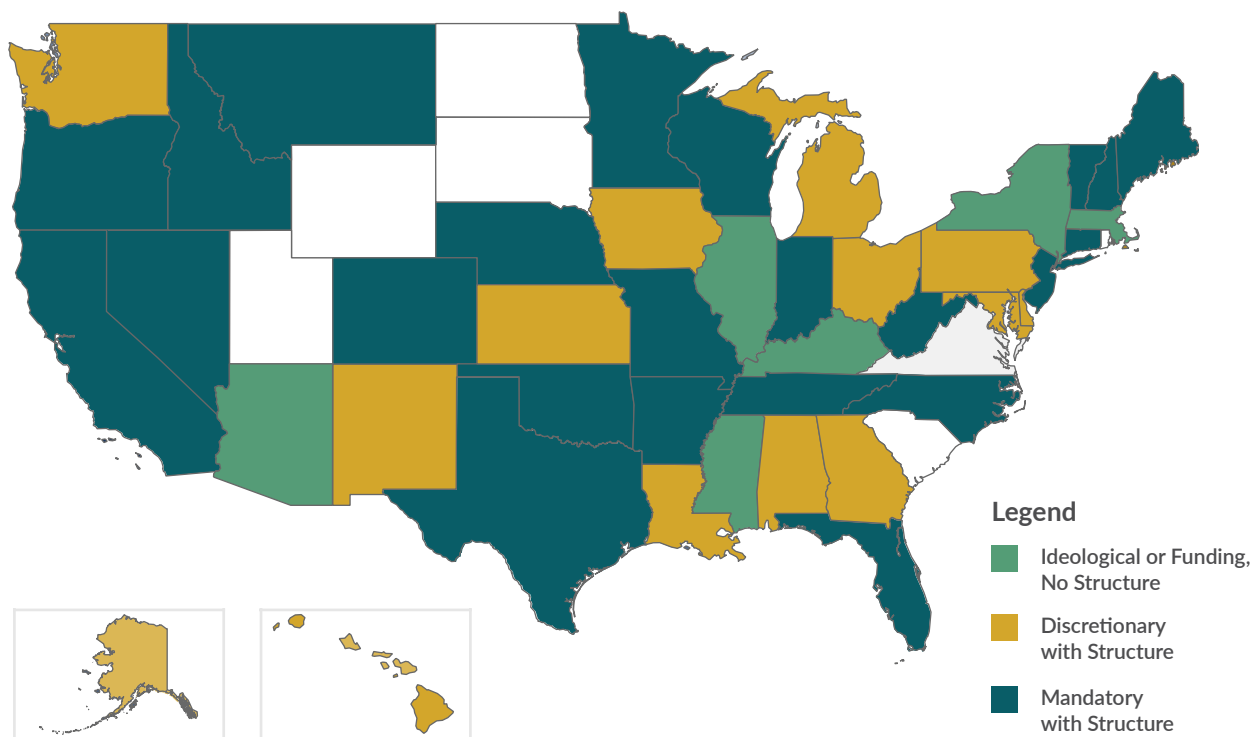 Legend
Ideological or Funding,
No Structure
Discretionary
with Structure
Mandatory
with Structure